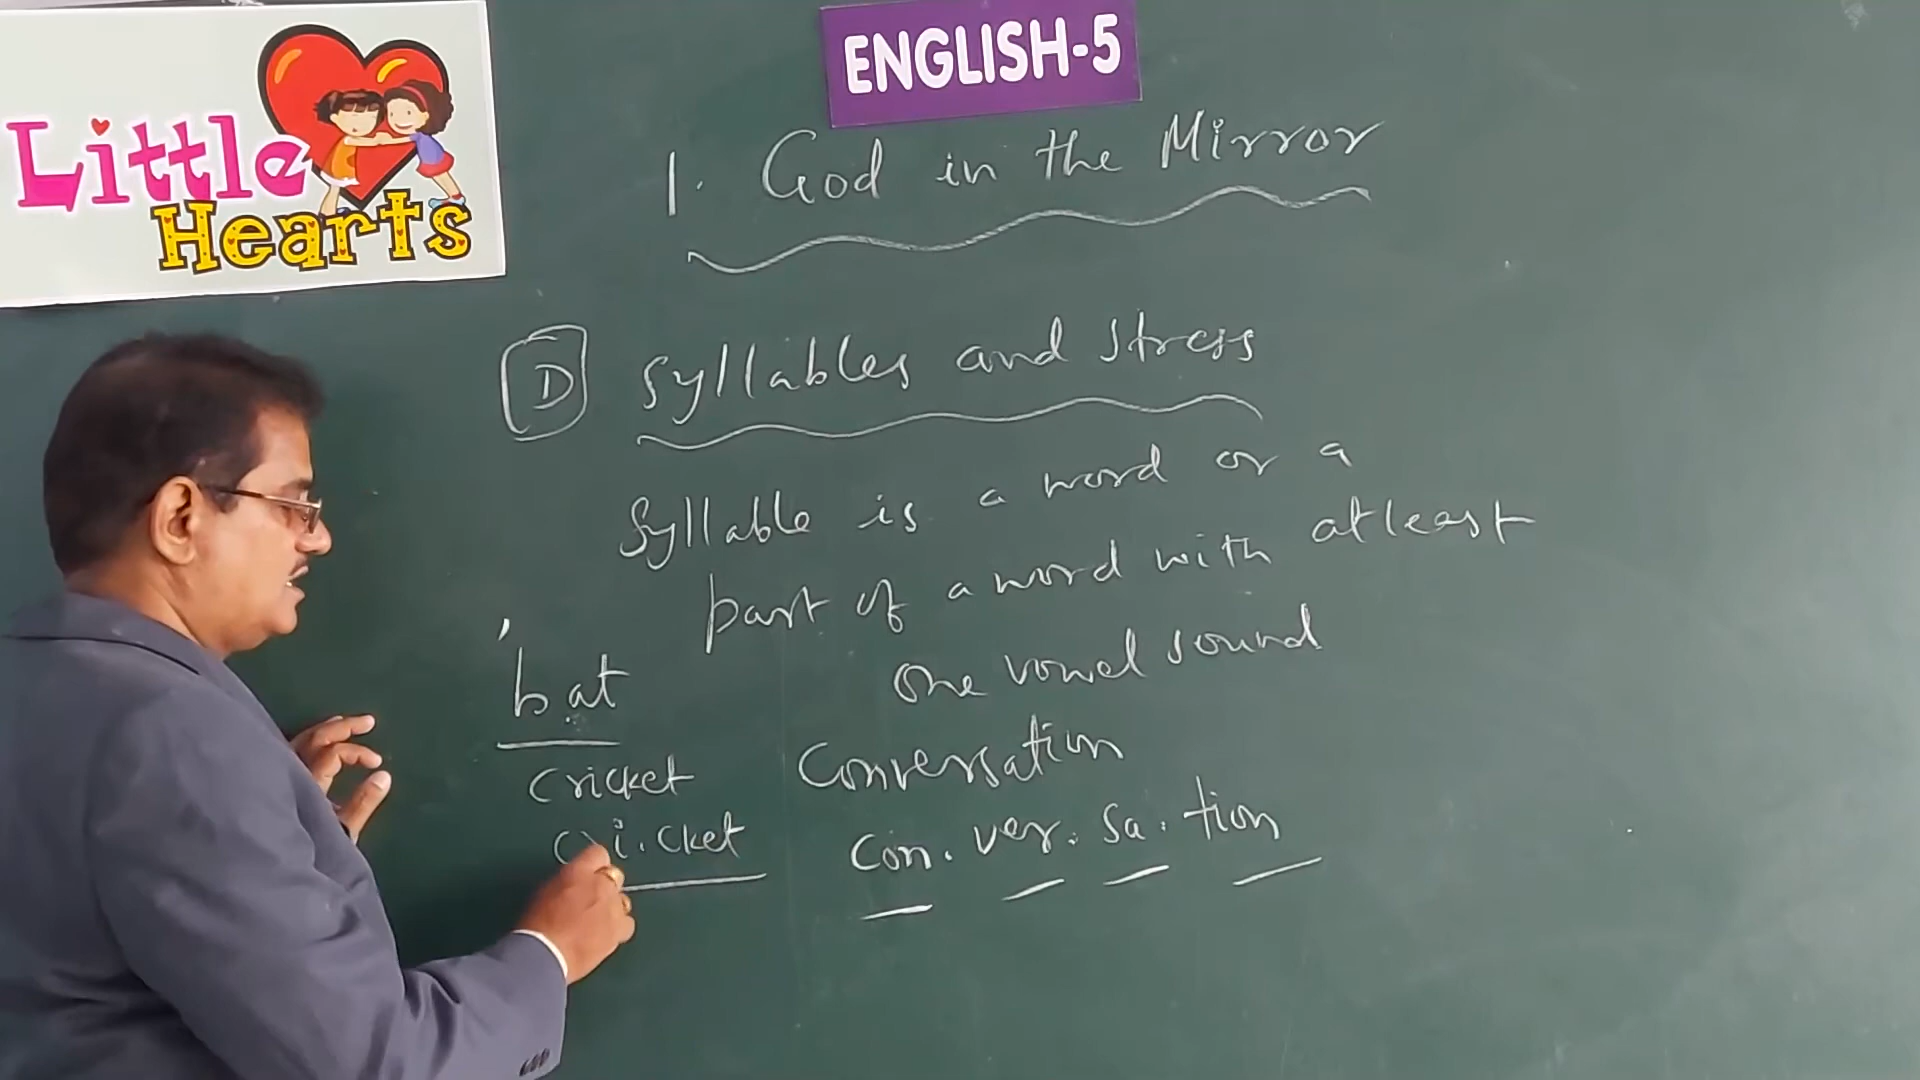 Little
Hearts
ENGLISH-5
1. God in the Mirror
D Syllables and stress
Syllable is a word or a
part of a word with atleast
one vowel sound
'bat
Cricket
Conversation
cri.cket
Con.ver.Sa.tion